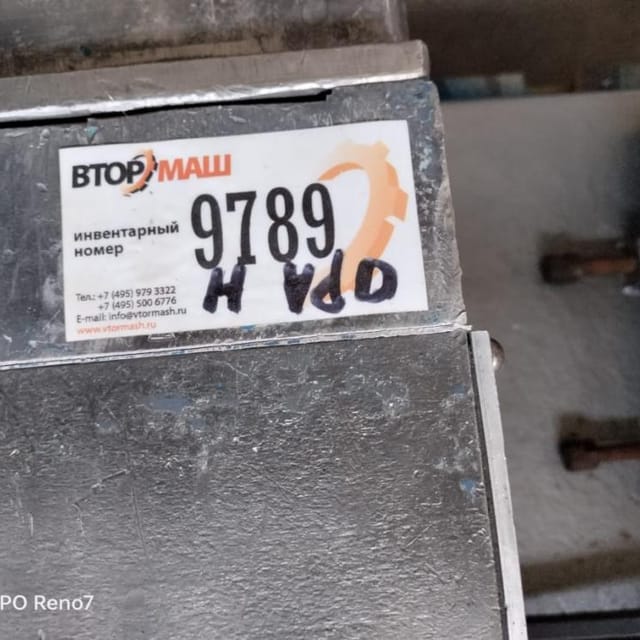 ВТОРМАШ
инвентарный
номер
9789
Тел.: +7 (495) 979 3322
+7 (495) 500 6776
E-mail: info@vtormash.ru
www.vtormash.ru
PO Reno7